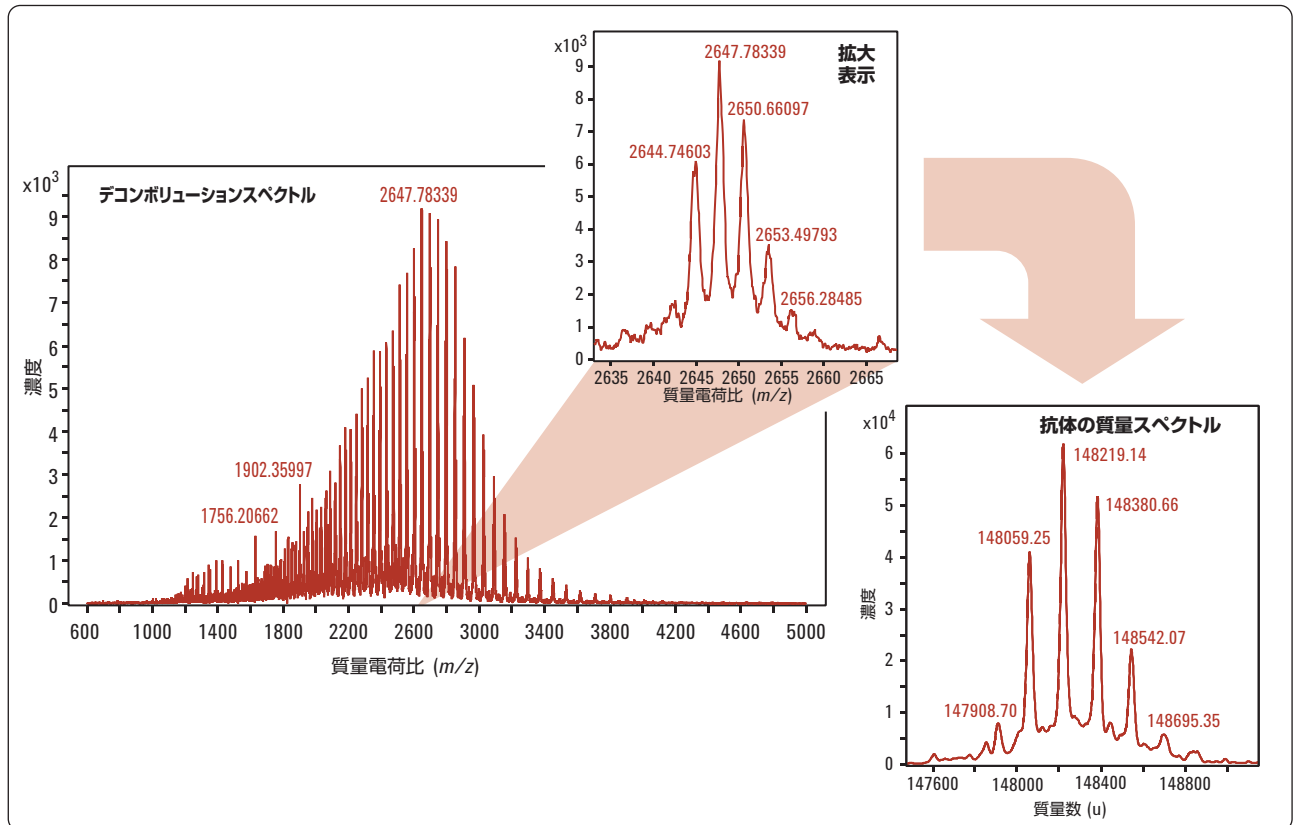 デコンボリューションスペクトル
x10³
9
8
7
6
5
4
3
2
1
0
濃度
2647.78339
1902.35997
1756.20662
600 1000 1400 1800 2200 2600 3000 3400 3800 4200 4600 5000
質量電荷比 (m/z)
拡大
表示
x10³
9
8
7
6
5
4
3
2
1
0
2647.78339
2650.66097
2644.74603
2653.49793
2656.28485
2635 2640 2645 2650 2655 2660 2665
質量電荷比 (m/z)
抗体の質量スペクトル
x10⁴
6
5
4
3
2
1
0
濃度
148219.14
148380.66
148059.25
148542.07
147908.70
148695.35
147600 148000 148400 148800
質量数 (u)